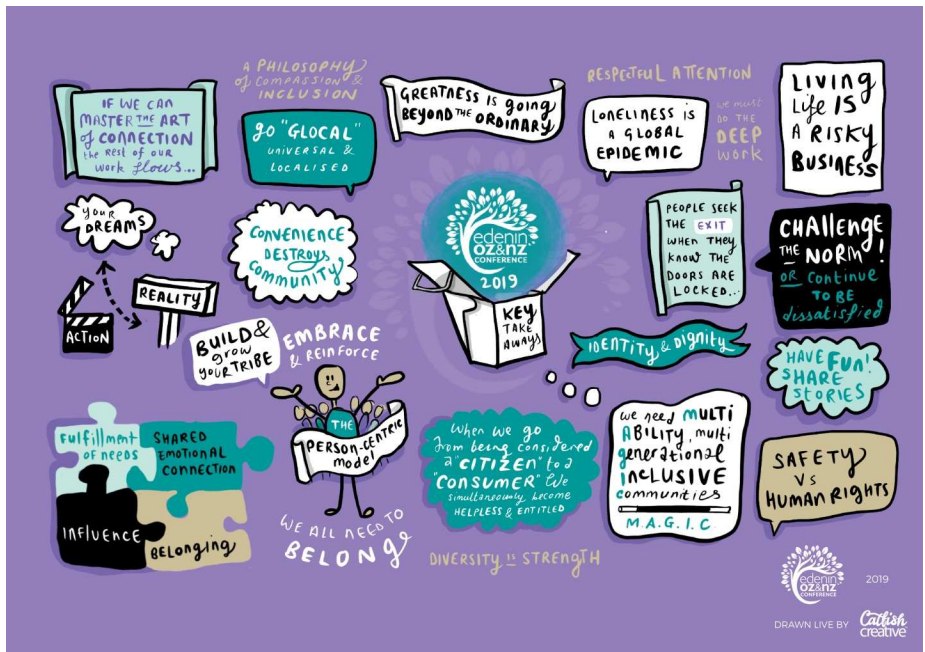 IF WE CAN
MASTER THE ART
of CONNECTION
the REST of OUR
WORK flows...
A PHILOSOPHY
of COMPASSION &
INCLUSION
go "GLOCAL"
UNIVERSAL &
LOCALISED
GREATNESS IS going
BEYOND THE ORDINARY
RESPECTFUL ATTENTION
LONELINESS IS
A GLOBAL
EPIDEMIC
we must
DO THE
DEEP
WORK
LIVING
Life IS
A RISKY
BUSINESS
YOUR
DREAMS
REALITY
ACTION
CONVENIENCE
DESTROYS
COMMUNITY
edenin
OZ&NZ
CONFERENCE
2019
KEY
TAKE
AWAYS
PEOPLE SEEK
THE EXIT
WHEN THEY
KNOW THE
DOORS ARE
LOCKED...
CHALLENGE
THE NORM!
OR Continue
TO BE
dissatisfied
BUILD &
grow
YOUR TRIBE
EMBRACE
& REINFORCE
THE
PERSON-CENTRIC
model
WE ALL NEED TO
BELONG
IDENTITY & Dignity
HAVE FUN!
SHARE
STORIES
Fulfillment
OF NEEDS
SHARED
EMOTIONAL
CONNECTION
INFLUENCE
BELONGING
When we go
from being considered
a "CITIZEN" to a
"CONSUMER" We
simultaneously become
HELPLESS & ENTITLED
DIVERSITY IS STRENGTH
we need MULTI
ABILITY, multi
generational
INCLUSIVE
communities
M.A.G.I.C.
SAFETY
VS
HUMAN RIGHTS
edenin
OZ&NZ
CONFERENCE
2019
DRAWN LIVE BY
Catfish
creative